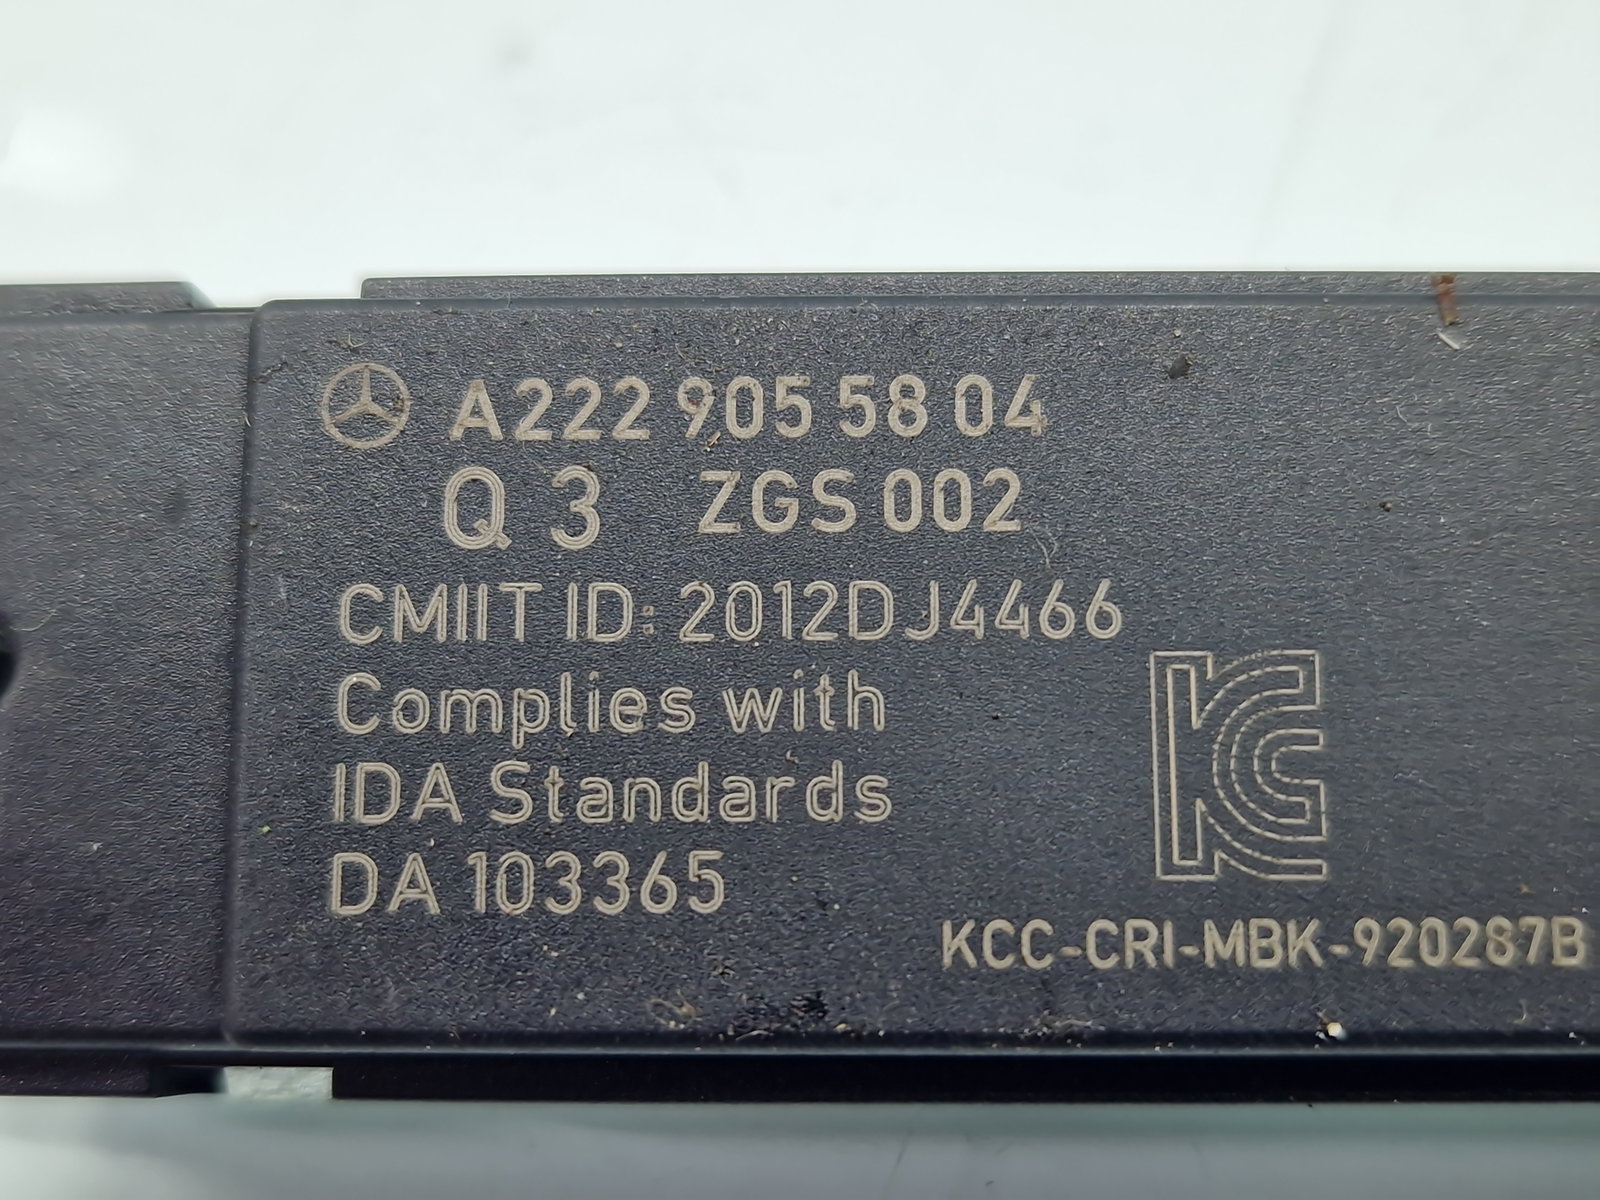 A222 905 58 04
Q 3 ZGS 002
CMIIT ID: 2012DJ4466
Complies with
IDA Standards
DA 103365
KCC-CRI-MBK-920287B